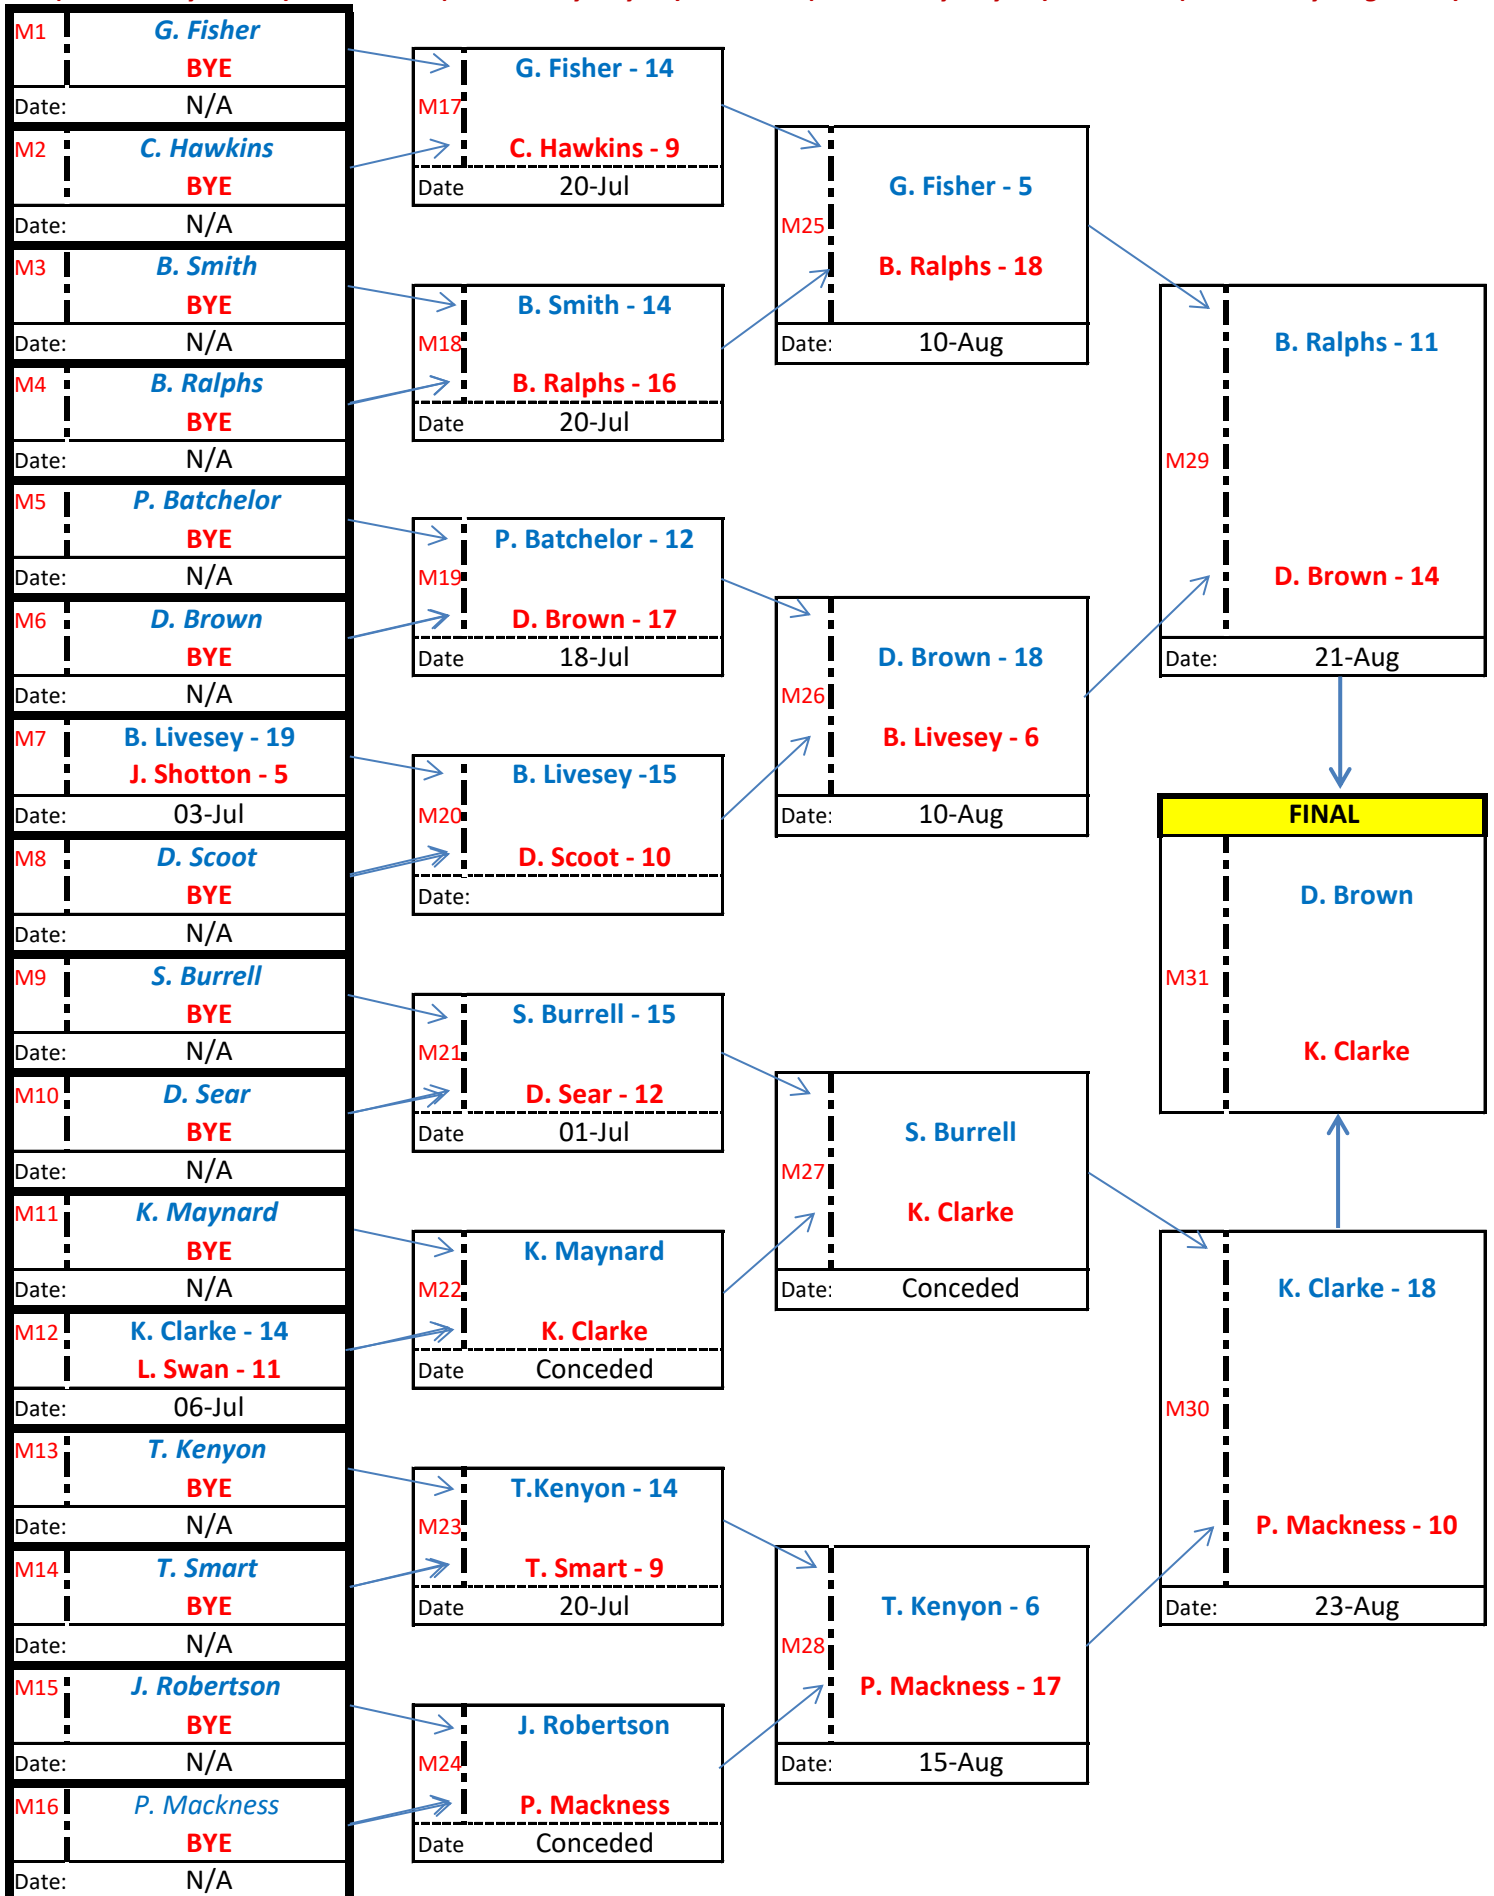 M1 G. Fisher
BYE
Date: N/A
M2 C. Hawkins
BYE
Date: N/A
M3 B. Smith
BYE
Date: N/A
M4 B. Ralphs
BYE
Date: N/A
M5 P. Batchelor
BYE
Date: N/A
M6 D. Brown
BYE
Date: N/A
M7 B. Livesey - 19
J. Shotton - 5
Date: 03-Jul
M8 D. Scoot
BYE
Date: N/A
M9 S. Burrell
BYE
Date: N/A
M10 D. Sear
BYE
Date: N/A
M11 K. Maynard
BYE
Date: N/A
M12 K. Clarke - 14
L. Swan - 11
Date: 06-Jul
M13 T. Kenyon
BYE
Date: N/A
M14 T. Smart
BYE
Date: N/A
M15 J. Robertson
BYE
Date: N/A
M16 P. Mackness
BYE
Date: N/A
G. Fisher - 14
M17
C. Hawkins - 9
Date 20-Jul
B. Smith - 14
M18
B. Ralphs - 16
Date 20-Jul
P. Batchelor - 12
M19
D. Brown - 17
Date 18-Jul
B. Livesey -15
M20
D. Scoot - 10
Date:
S. Burrell - 15
M21
D. Sear - 12
Date 01-Jul
K. Maynard
M22
K. Clarke
Date Conceded
T.Kenyon - 14
M23
T. Smart - 9
Date 20-Jul
J. Robertson
M24
P. Mackness
Date Conceded
G. Fisher - 5
M25
B. Ralphs - 18
Date: 10-Aug
D. Brown - 18
M26
B. Livesey - 6
Date: 10-Aug
S. Burrell
M27
K. Clarke
Date: Conceded
T. Kenyon - 6
M28
P. Mackness - 17
Date: 15-Aug
B. Ralphs - 11
M29
D. Brown - 14
Date: 21-Aug
FINAL
D. Brown
M31
K. Clarke
K. Clarke - 18
M30
P. Mackness - 10
Date: 23-Aug